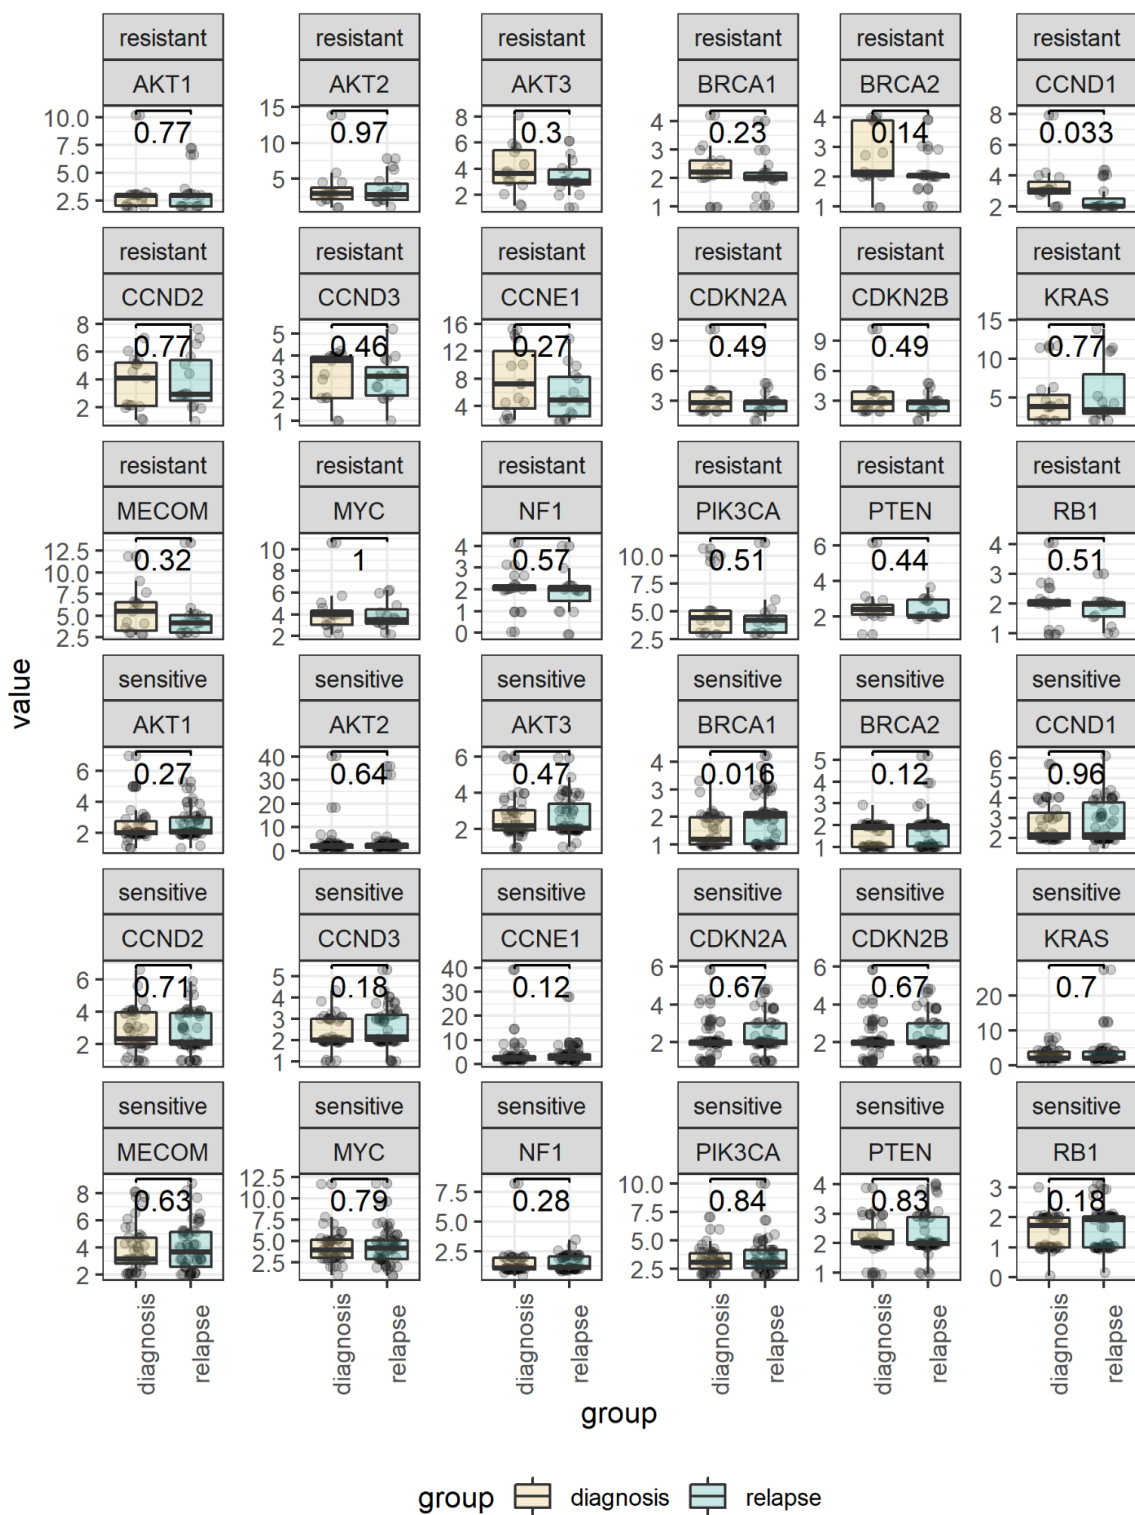 resistant resistant resistant resistant resistant resistant
AKT1 AKT2 AKT3 BRCA1 BRCA2 CCND1
10.0 7.5 5.0 2.5 0.77 15 10 5 0.97 8 6 4 2 0.3 4 3 2 1 0.23 4 3 2 1 0.14 8 6 4 2 0.033
resistant resistant resistant resistant resistant resistant
CCND2 CCND3 CCNE1 CDKN2A CDKN2B KRAS
8 6 4 2 0.77 5 4 3 2 1 0.46 16 12 8 4 0.27 9 6 3 0.49 9 6 3 0.49 15 10 5 0.77
resistant resistant resistant resistant resistant resistant
MECOM MYC NF1 PIK3CA PTEN RB1
12.5 10.0 7.5 5.0 2.5 0.32 10 8 6 4 2 1 4 3 2 1 0 0.57 10.0 7.5 5.0 2.5 0.51 6 4 2 0.44 4 3 2 1 0.51
value
sensitive sensitive sensitive sensitive sensitive sensitive
AKT1 AKT2 AKT3 BRCA1 BRCA2 CCND1
6 4 2 0.27 40 30 20 10 0 0.64 6 4 2 0.47 4 3 2 1 0.016 5 4 3 2 1 0.12 6 5 4 3 2 0.96
sensitive sensitive sensitive sensitive sensitive sensitive
CCND2 CCND3 CCNE1 CDKN2A CDKN2B KRAS
6 4 2 0.71 5 4 3 2 1 0.18 40 30 20 10 0 0.12 6 4 2 0.67 6 4 2 0.67 20 10 0 0.7
sensitive sensitive sensitive sensitive sensitive sensitive
MECOM MYC NF1 PIK3CA PTEN RB1
8 6 4 2 0.63 12.5 10.0 7.5 5.0 2.5 0.79 7.5 5.0 2.5 0.28 10.0 7.5 5.0 2.5 0.84 4 3 2 1 0.83 3 2 1 0 0.18
diagnosis relapse diagnosis relapse diagnosis relapse diagnosis relapse diagnosis relapse diagnosis relapse
group
group diagnosis relapse